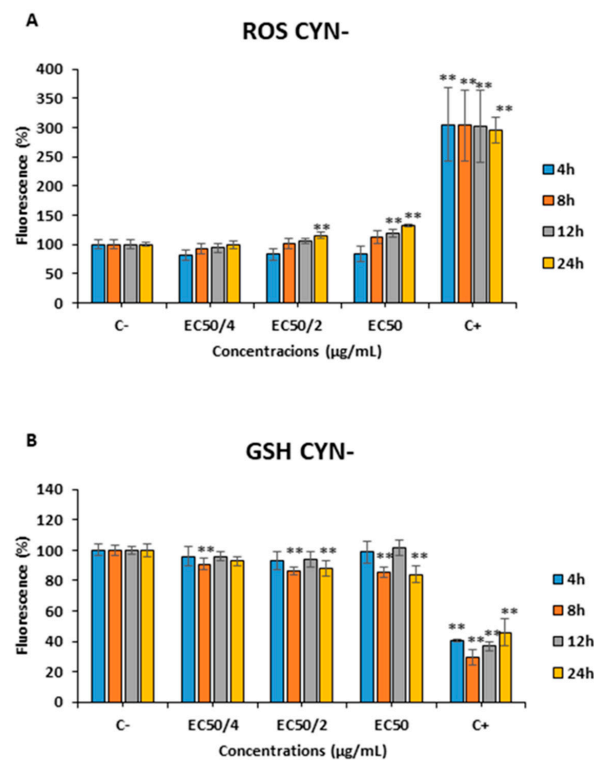 A
ROS CYN-
400
350
300
250
200
150
100
50
0
Fluorescence (%)
** ** ** **
** ** **
4h
8h
12h
24h
C- EC50/4 EC50/2 EC50 C+
Concentracions (µg/mL)
B
GSH CYN-
140
120
100
80
60
40
20
0
Fluorescence (%)
** ** ** ** **
** ** ** **
4h
8h
12h
24h
C- EC50/4 EC50/2 EC50 C+
Concentrations (µg/mL)